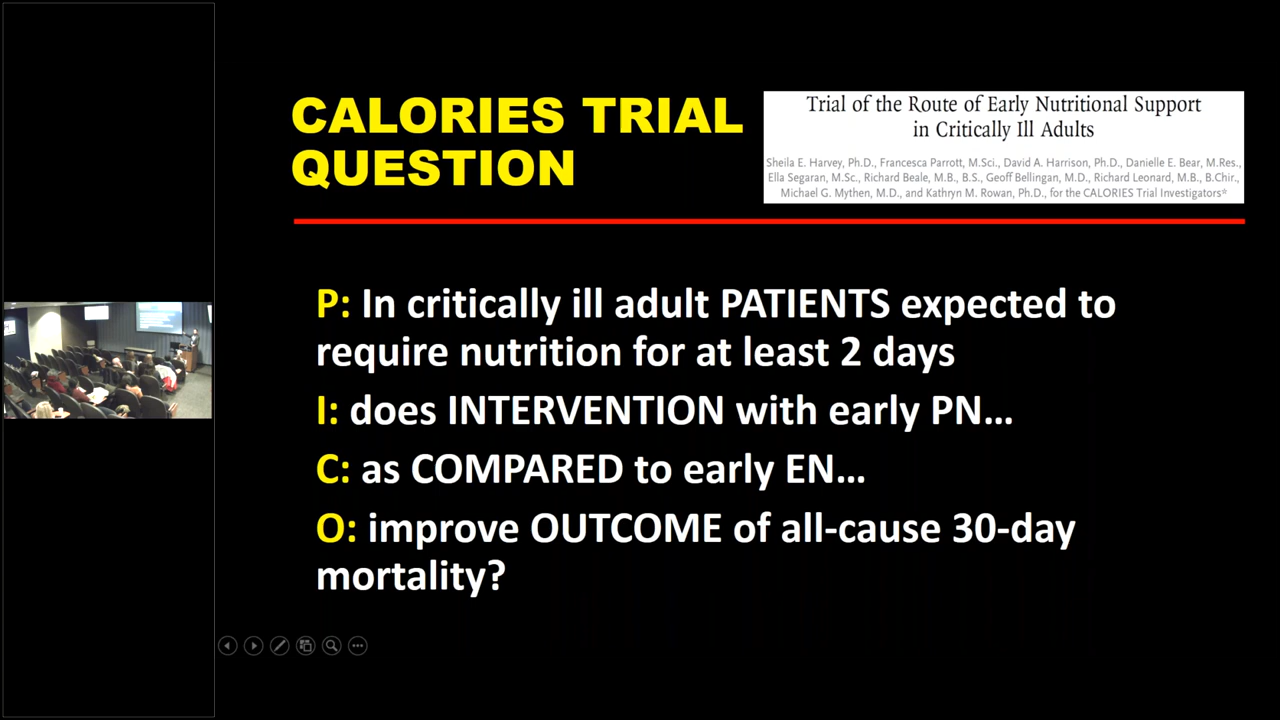 CALORIES TRIAL
QUESTION
Trial of the Route of Early Nutritional Support
in Critically Ill Adults
Sheila E. Harvey, Ph.D., Francesca Parrott, M.Sci., David A. Harrison, Ph.D., Danielle E. Bear, M.Res.,
Ella Segaran, M.Sc., Richard Beale, M.B., B.S., Geoff Bellingan, M.D., Richard Leonard, M.B., B.Chir.,
Michael G. Mythen, M.D., and Kathryn M. Rowan, Ph.D., for the CALORIES Trial Investigators*
P: In critically ill adult PATIENTS expected to
require nutrition for at least 2 days
I: does INTERVENTION with early PN...
C: as COMPARED to early EN...
O: improve OUTCOME of all-cause 30-day
mortality?